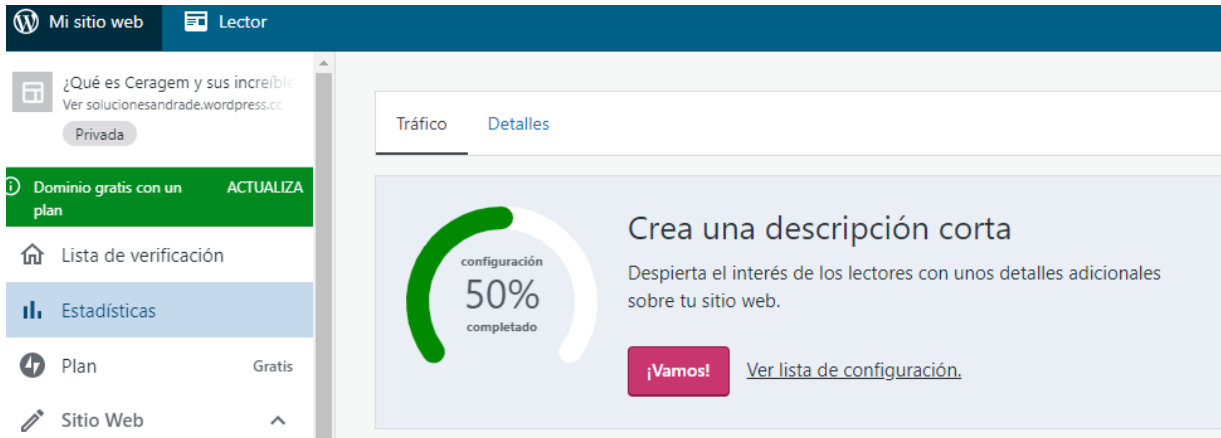 Mi sitio web
Lector
¿Qué es Ceragem y sus increíble
Ver solucionesandrade.wordpress.cc
Privada
Dominio gratis con un
plan
ACTUALIZA
Lista de verificación
Estadísticas
Plan
Gratis
Sitio Web
Tráfico
Detalles
configuración
50%
completado
Crea una descripción corta
Despierta el interés de los lectores con unos detalles adicionales
sobre tu sitio web.
¡Vamos!
Ver lista de configuración.